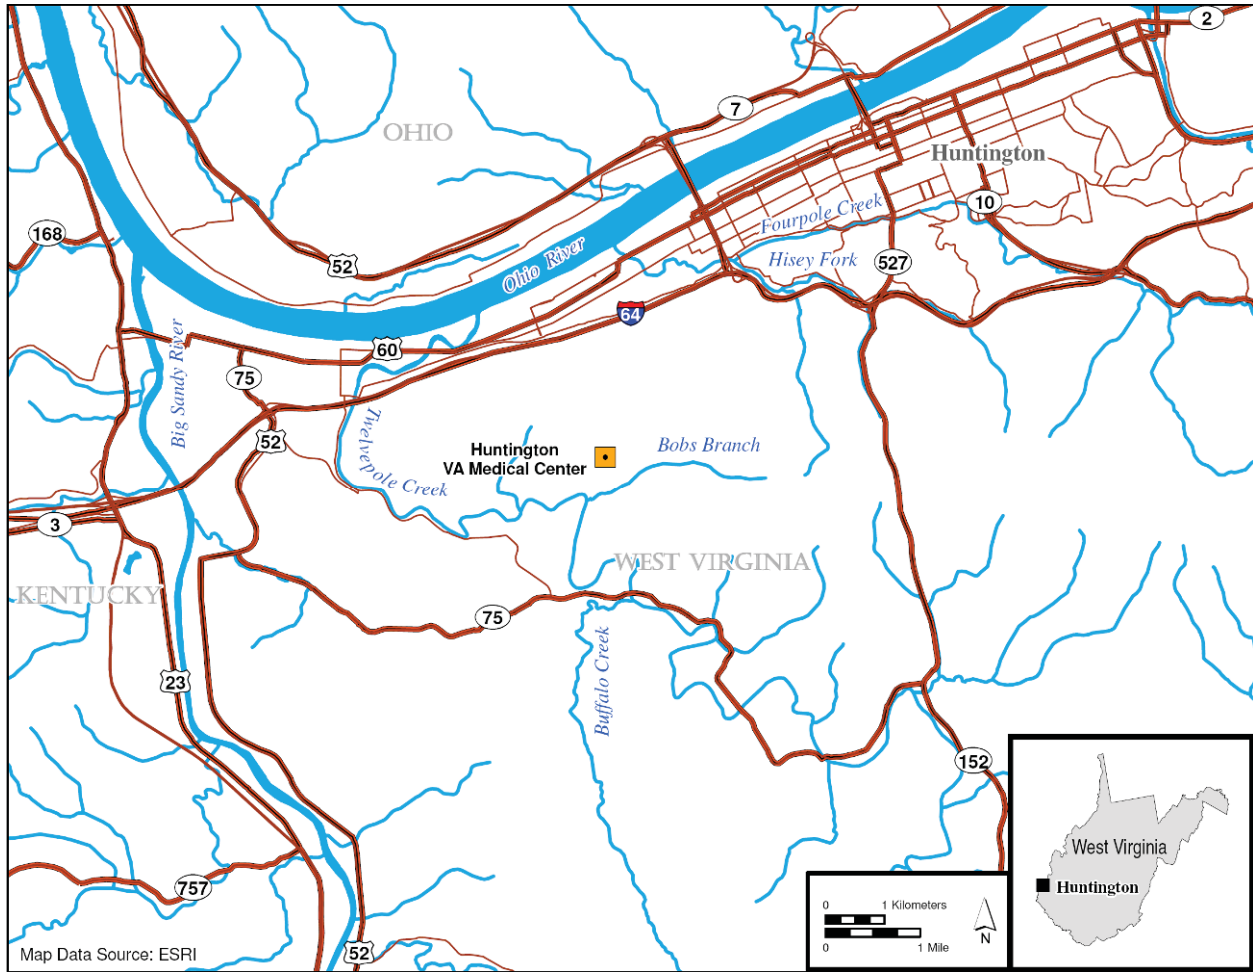 2
7
OHIO
Huntington
10
Fourpole Creek
168
52
Ohio River
Hisey Fork
527
64
60
75
Big Sandy River
52
Twelvepole Creek
Huntington
VA Medical Center
Bobs Branch
3
WEST VIRGINIA
KENTUCKY
75
Buffalo Creek
23
152
757
52
Map Data Source: ESRI
0 1 Kilometers
0 1 Mile
N
West Virginia
Huntington